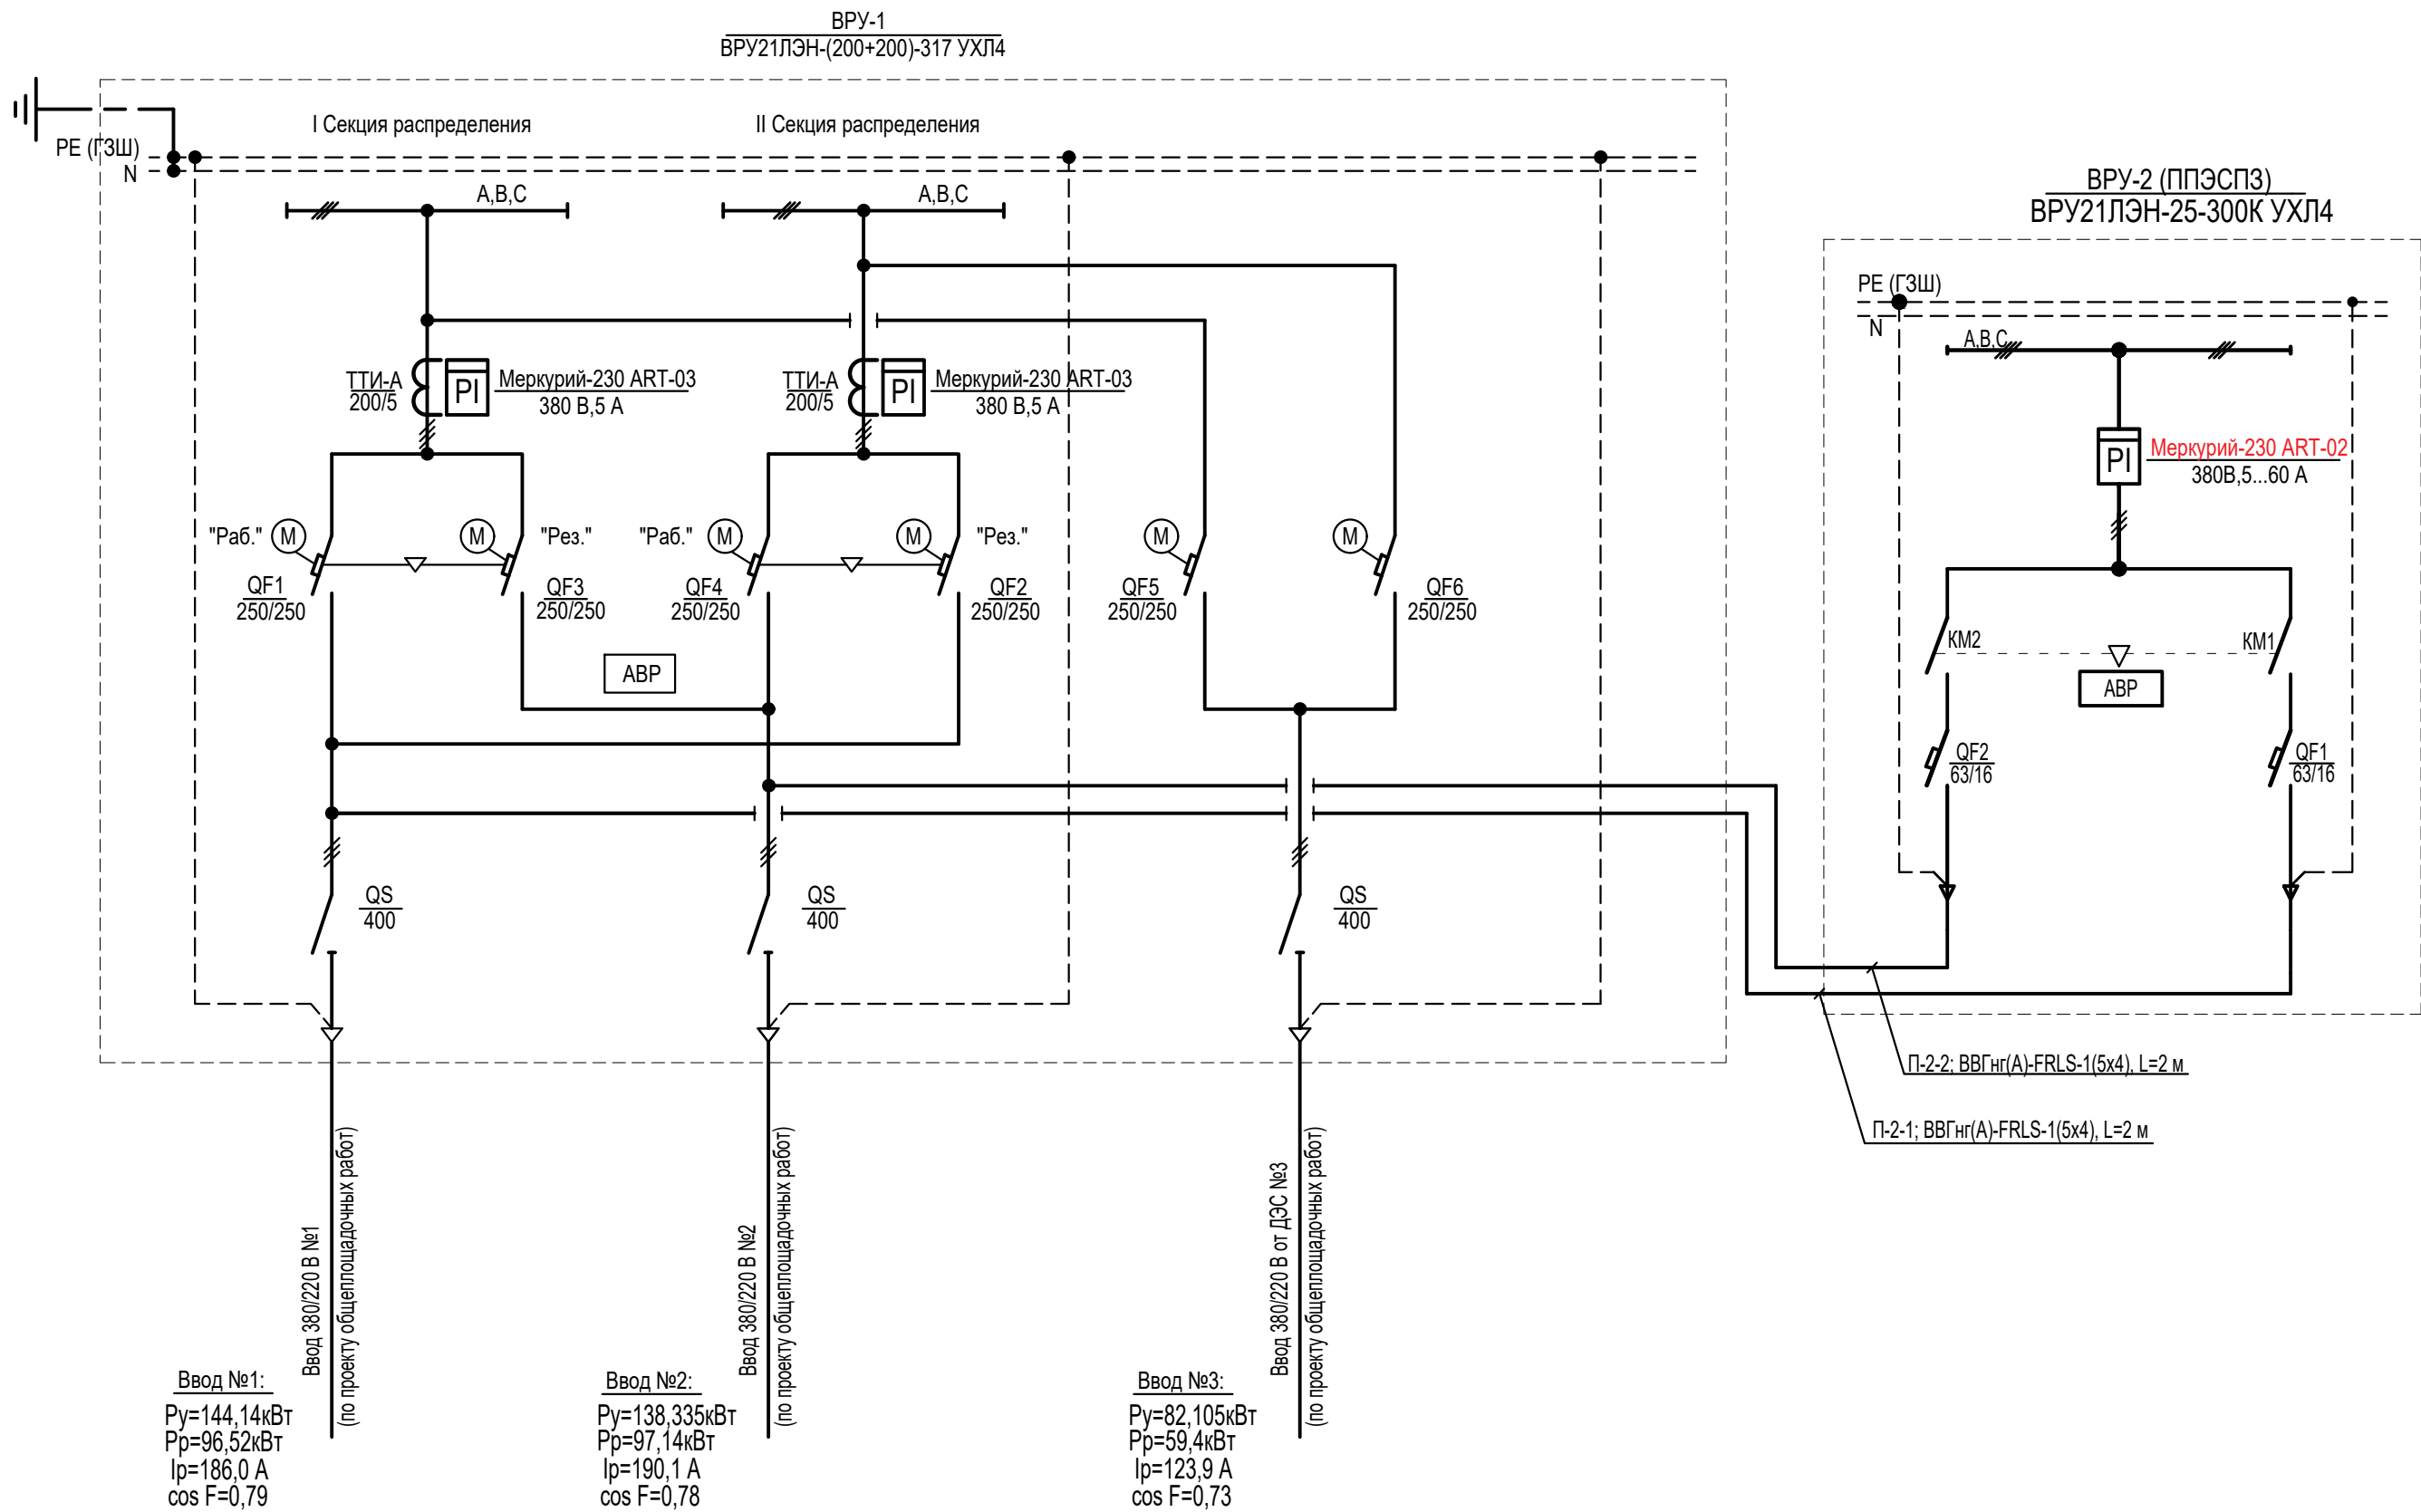 ВРУ-1
ВРУ21ЛЭН-(200+200)-317 УХЛ4
I Секция распределения
II Секция распределения
PE (ГЗШ)
N
A,B,C
A,B,C
ТТИ-А
200/5
PI
Меркурий-230 ART-03
380 В,5 А
ТТИ-А
200/5
PI
Меркурий-230 ART-03
380 В,5 А
"Раб."
M
M
"Рез."
"Раб."
M
M
"Рез."
M
M
QF1
250/250
QF3
250/250
QF4
250/250
QF2
250/250
QF5
250/250
QF6
250/250
АВР
QS
400
QS
400
QS
400
ВРУ-2 (ППЭСПЗ)
ВРУ21ЛЭН-25-300К УХЛ4
PE (ГЗШ)
N
A,B,C
PI
Меркурий-230 ART-02
380В,5...60 А
КМ2
КМ1
АВР
QF2
63/16
QF1
63/16
П-2-2; ВВГнг(А)-FRLS-1(5х4), L=2 м
П-2-1; ВВГнг(А)-FRLS-1(5х4), L=2 м
Ввод 380/220 В №1
(по проекту общеплощадочных работ)
Ввод 380/220 В №2
(по проекту общеплощадочных работ)
Ввод 380/220 В от ДЭС №3
(по проекту общеплощадочных работ)
Ввод №1:
Ру=144,14кВт
Рр=96,52кВт
Iр=186,0 А
cos F=0,79
Ввод №2:
Ру=138,335кВт
Рр=97,14кВт
Iр=190,1 А
cos F=0,78
Ввод №3:
Ру=82,105кВт
Рр=59,4кВт
Iр=123,9 А
cos F=0,73